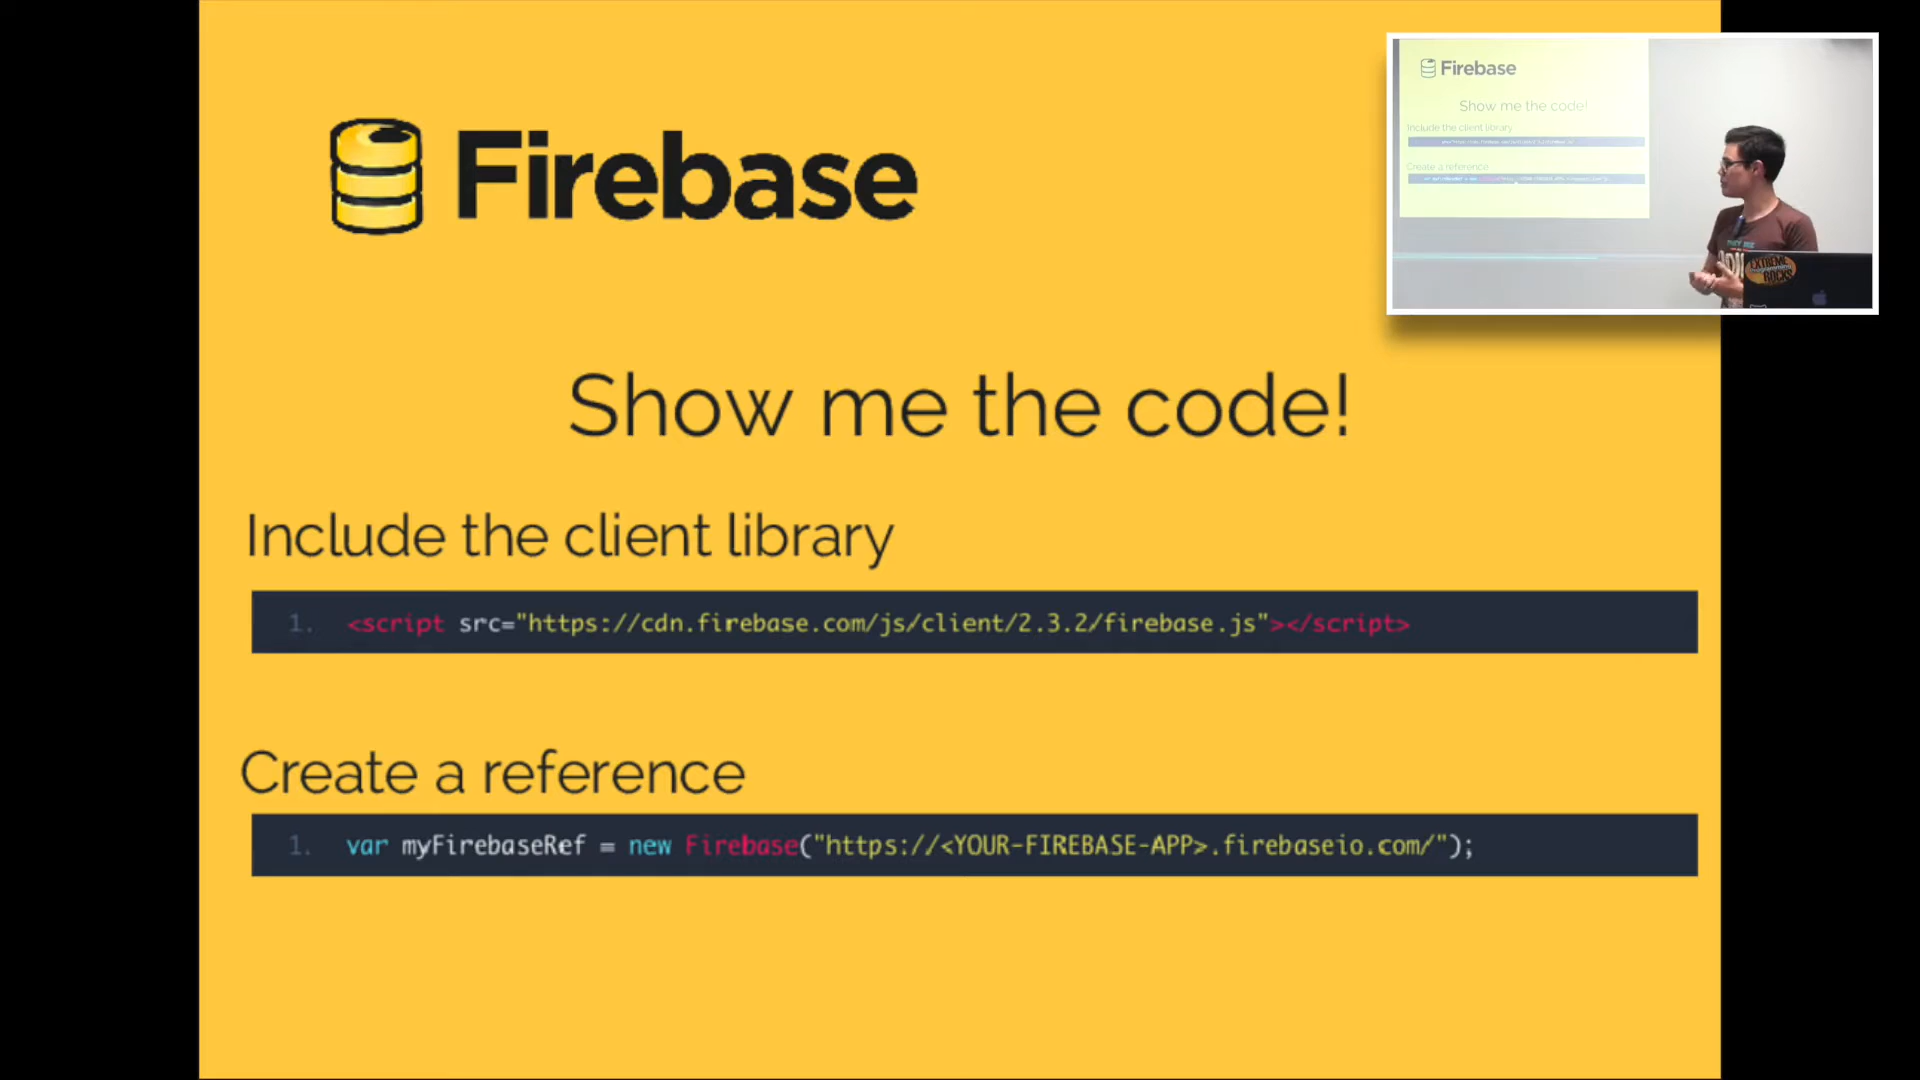 Firebase
Show me the code!
Include the client library
1. <script src="https://cdn.firebase.com/js/client/2.3.2/firebase.js"></script>
Create a reference
1. var myFirebaseRef = new Firebase("https://<YOUR-FIREBASE-APP>.firebaseio.com/");
Firebase
Show me the code!
Include the client library
Create a reference
EXTREME
ROCKS